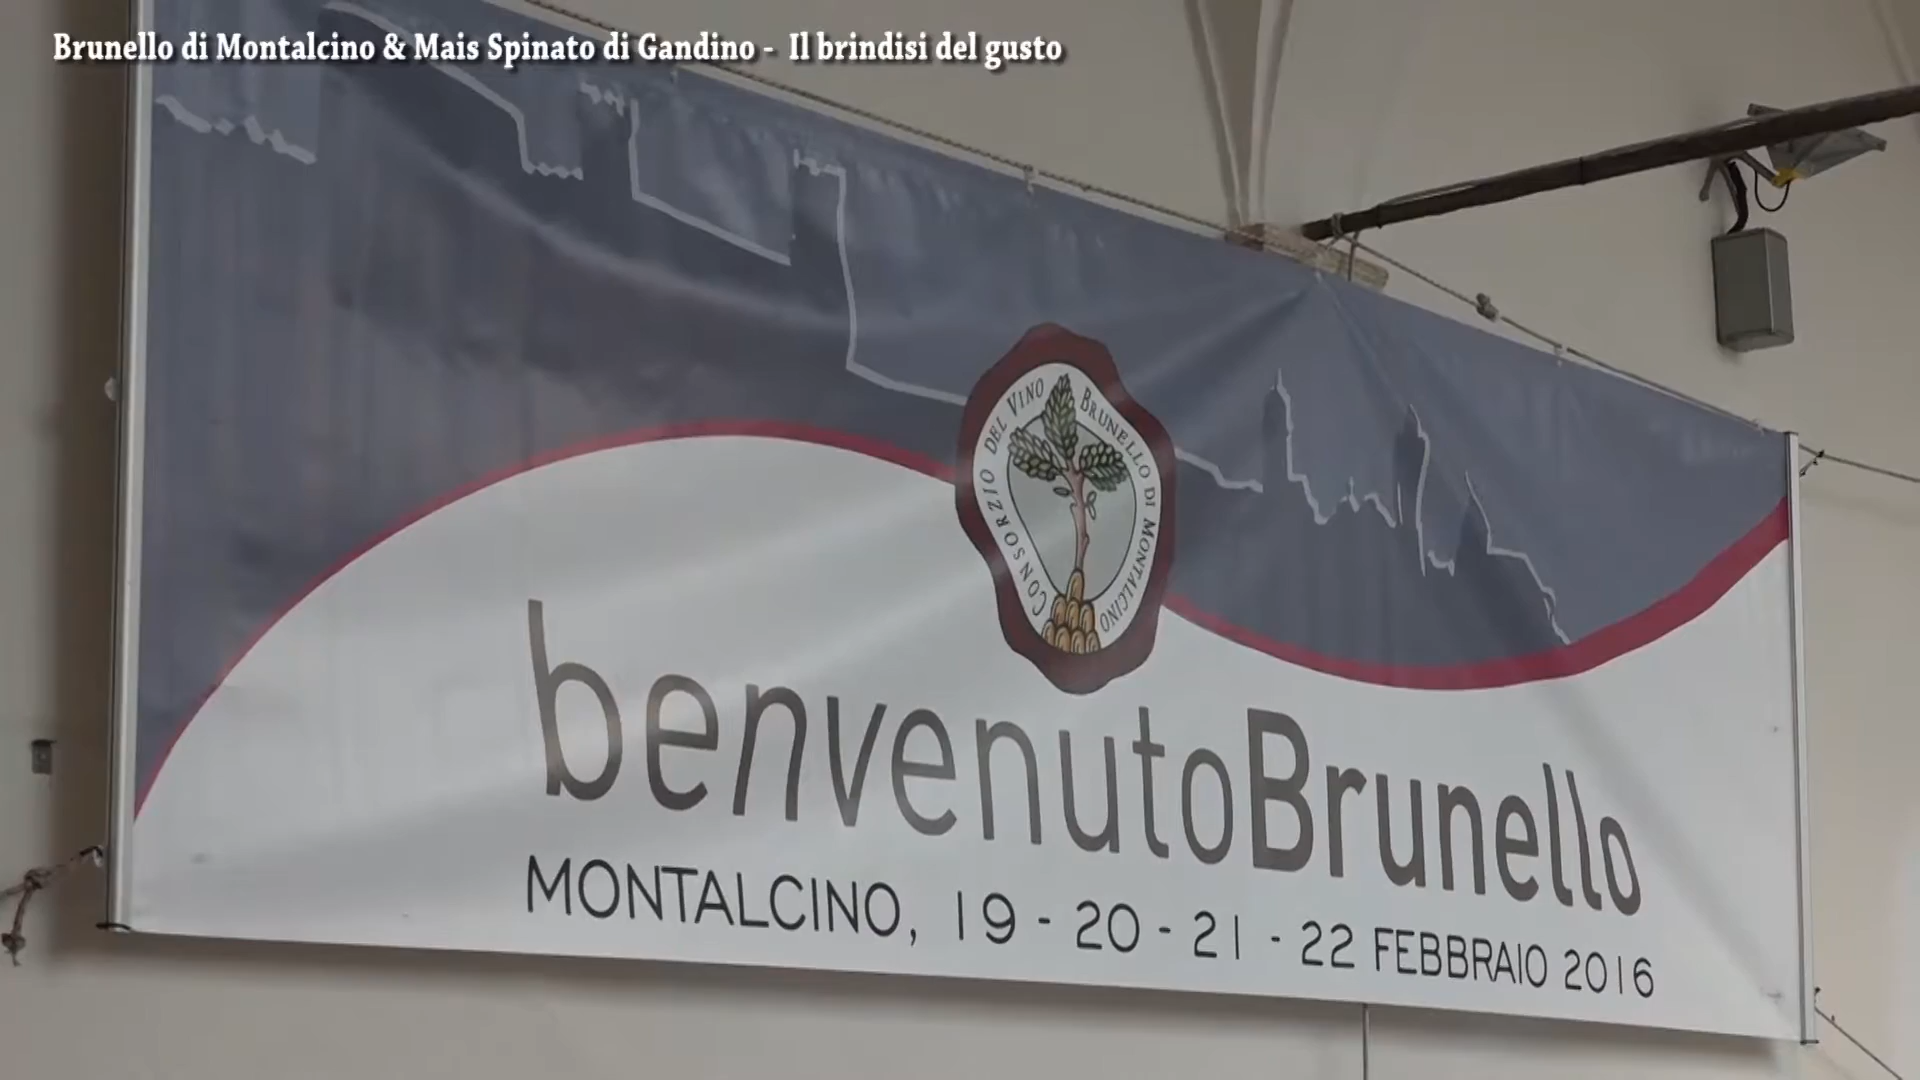 Brunello di Montalcino & Mais Spinato di Gandino - Il brindisi del gusto
CONSORZIO DEL VINO BRUNELLO DI MONTALCINO
benvenutoBrunello
MONTALCINO, 19 - 20 - 21 - 22 FEBBRAIO 2016